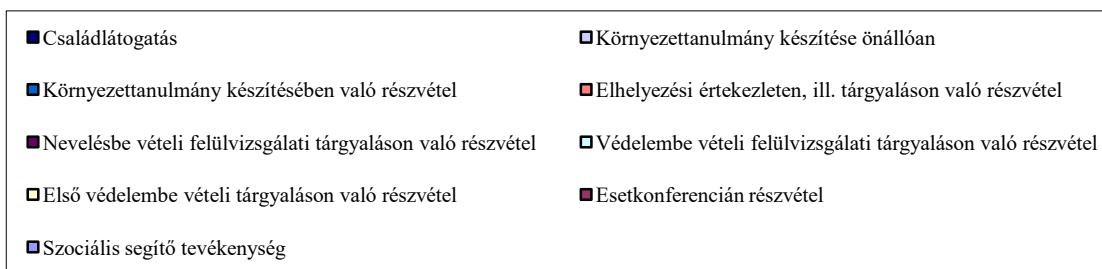 Családlátogatás
Környezettanulmány készítése önállóan
Környezettanulmány készítésében való részvétel
Elhelyezési értekezleten, ill. tárgyaláson való részvétel
Nevelésbe vételi felülvizsgálati tárgyaláson való részvétel
Védelembe vételi felülvizsgálati tárgyaláson való részvétel
Első védelembe vételi tárgyaláson való részvétel
Esetkonferencián részvétel
Szociális segítő tevékenység